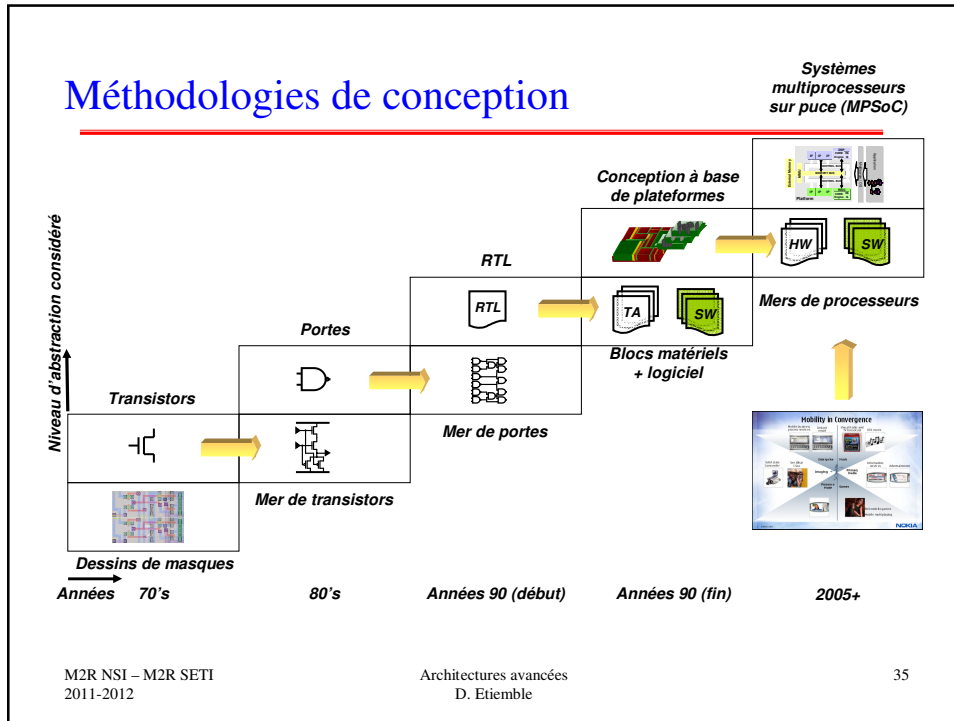 Méthodologies de conception
Systèmes
multiprocesseurs
sur puce (MPSoC)
Conception à base
de plateformes
Platform
HW
SW
RTL
RTL
TA
SW
Mers de processeurs
Portes
Blocs matériels
+ logiciel
Niveau d'abstraction considéré
Transistors
Mer de portes
Mobility in Convergence
NOKIA
Mer de transistors
Dessins de masques
Années 70's 80's Années 90 (début) Années 90 (fin) 2005+
M2R NSI – M2R SETI
2011-2012
Architectures avancées
D. Etiemble
35